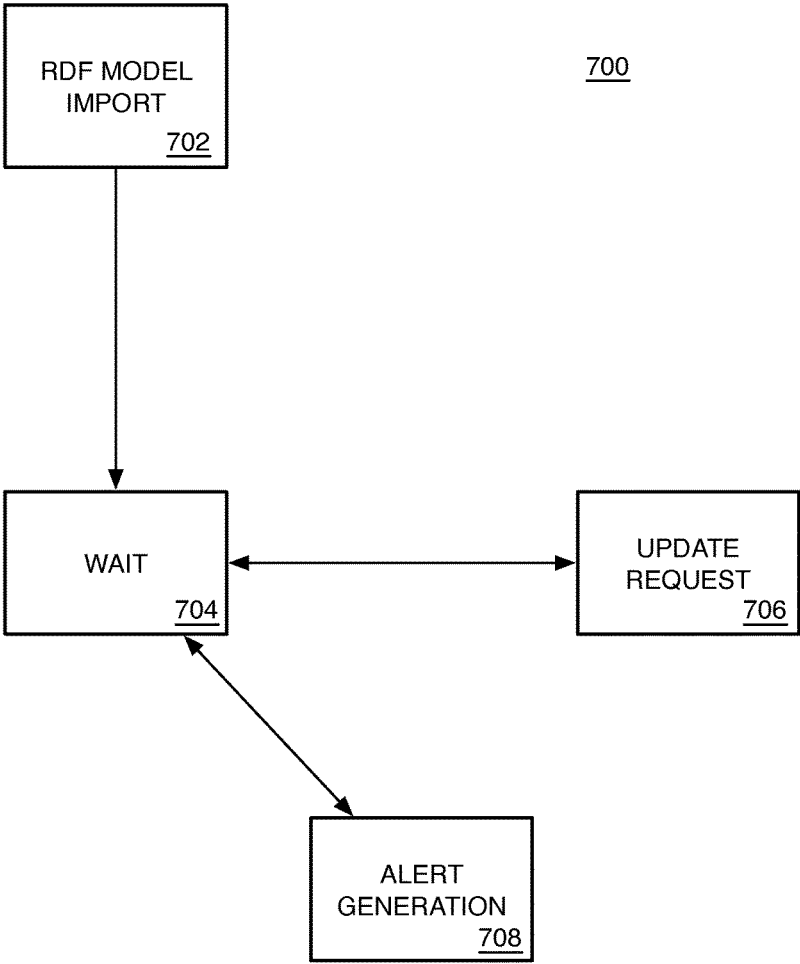 RDF MODEL
IMPORT
702
700
WAIT
704
UPDATE
REQUEST
706
ALERT
GENERATION
708